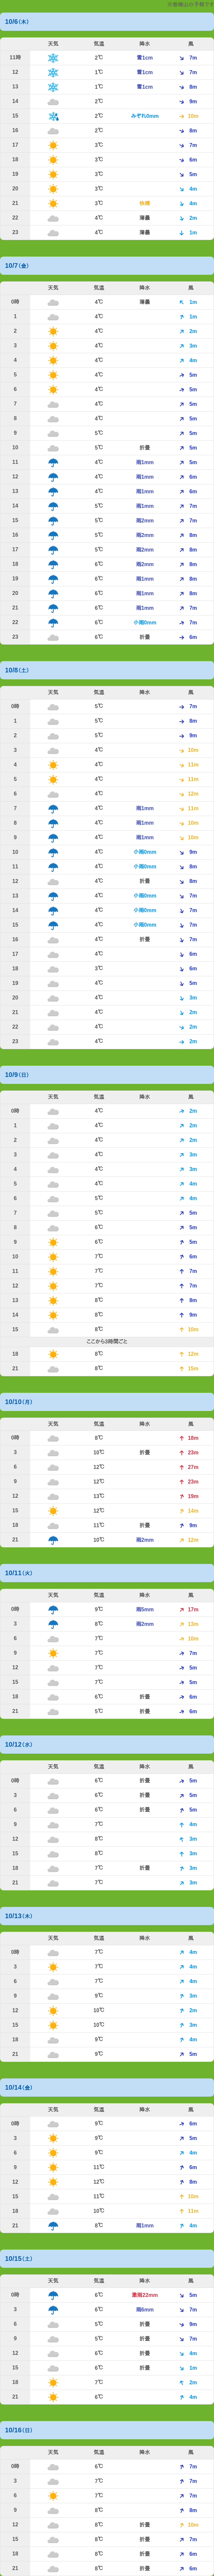 10/6(木)
天気 気温 降水 風
11時 2℃ 雪1cm 7m
12 1℃ 雪1cm 7m
13 1℃ 雪1cm 8m
14 2℃ 9m
15 2℃ みぞれ0mm 10m
16 2℃ 8m
17 3℃ 7m
18 3℃ 6m
19 3℃ 5m
20 3℃ 4m
21 3℃ 快晴 4m
22 4℃ 薄曇 2m
23 4℃ 薄曇 1m
10/7(金)
天気 気温 降水 風
0時 4℃ 薄曇 1m
1 4℃ 1m
2 4℃ 2m
3 4℃ 3m
4 4℃ 4m
5 4℃ 5m
6 4℃ 5m
7 4℃ 5m
8 4℃ 5m
9 5℃ 5m
10 5℃ 折曇 5m
11 4℃ 雨1mm 5m
12 4℃ 雨1mm 6m
13 4℃ 雨1mm 6m
14 5℃ 雨1mm 7m
15 5℃ 雨2mm 7m
16 5℃ 雨2mm 8m
17 5℃ 雨2mm 8m
18 6℃ 雨2mm 8m
19 6℃ 雨1mm 8m
20 6℃ 雨1mm 8m
21 6℃ 雨1mm 7m
22 6℃ 小雨0mm 7m
23 6℃ 折曇 6m
10/8(土)
天気 気温 降水 風
0時 5℃ 7m
1 5℃ 8m
2 5℃ 9m
3 4℃ 10m
4 4℃ 11m
5 4℃ 11m
6 4℃ 12m
7 4℃ 雨1mm 11m
8 4℃ 雨1mm 10m
9 4℃ 雨1mm 10m
10 4℃ 小雨0mm 9m
11 4℃ 小雨0mm 8m
12 4℃ 折曇 8m
13 4℃ 小雨0mm 7m
14 4℃ 小雨0mm 7m
15 4℃ 小雨0mm 7m
16 4℃ 折曇 7m
17 4℃ 6m
18 3℃ 6m
19 4℃ 5m
20 4℃ 3m
21 4℃ 2m
22 4℃ 2m
23 4℃ 2m
10/9(日)
天気 気温 降水 風
0時 4℃ 2m
1 4℃ 2m
2 4℃ 2m
3 4℃ 3m
4 4℃ 3m
5 4℃ 4m
6 5℃ 4m
7 5℃ 5m
8 6℃ 5m
9 6℃ 5m
10 7℃ 6m
11 7℃ 7m
12 7℃ 7m
13 8℃ 8m
14 8℃ 9m
15 8℃ 10m
ここから3時間ごと
18 8℃ 12m
21 8℃ 15m
10/10(月)
天気 気温 降水 風
0時 8℃ 18m
3 10℃ 折曇 23m
6 12℃ 27m
9 12℃ 23m
12 13℃ 19m
15 12℃ 14m
18 11℃ 折曇 9m
21 10℃ 雨2mm 12m
10/11(火)
天気 気温 降水 風
0時 9℃ 雨5mm 17m
3 8℃ 雨2mm 13m
6 7℃ 10m
9 7℃ 7m
12 7℃ 5m
15 7℃ 5m
18 6℃ 折曇 6m
21 5℃ 折曇 6m
10/12(水)
天気 気温 降水 風
0時 6℃ 折曇 5m
3 6℃ 折曇 5m
6 6℃ 折曇 5m
9 7℃ 4m
12 8℃ 3m
15 8℃ 3m
18 7℃ 折曇 3m
21 7℃ 3m
10/13(木)
天気 気温 降水 風
0時 7℃ 4m
3 7℃ 4m
6 7℃ 4m
9 9℃ 3m
12 10℃ 2m
15 10℃ 3m
18 9℃ 4m
21 9℃ 5m
10/14(金)
天気 気温 降水 風
0時 9℃ 6m
3 9℃ 5m
6 9℃ 4m
9 11℃ 6m
12 12℃ 8m
15 11℃ 10m
18 10℃ 11m
21 8℃ 雨1mm 4m
10/15(土)
天気 気温 降水 風
0時 6℃ 豪雨22mm 5m
3 6℃ 雨6mm 7m
6 5℃ 折曇 9m
9 5℃ 折曇 7m
12 6℃ 折曇 4m
15 6℃ 折曇 1m
18 7℃ 2m
21 6℃ 4m
10/16(日)
天気 気温 降水 風
0時 6℃ 7m
3 7℃ 7m
6 7℃ 7m
9 8℃ 8m
12 8℃ 折曇 10m
15 8℃ 折曇 7m
18 8℃ 折曇 6m
21 8℃ 折曇 6m